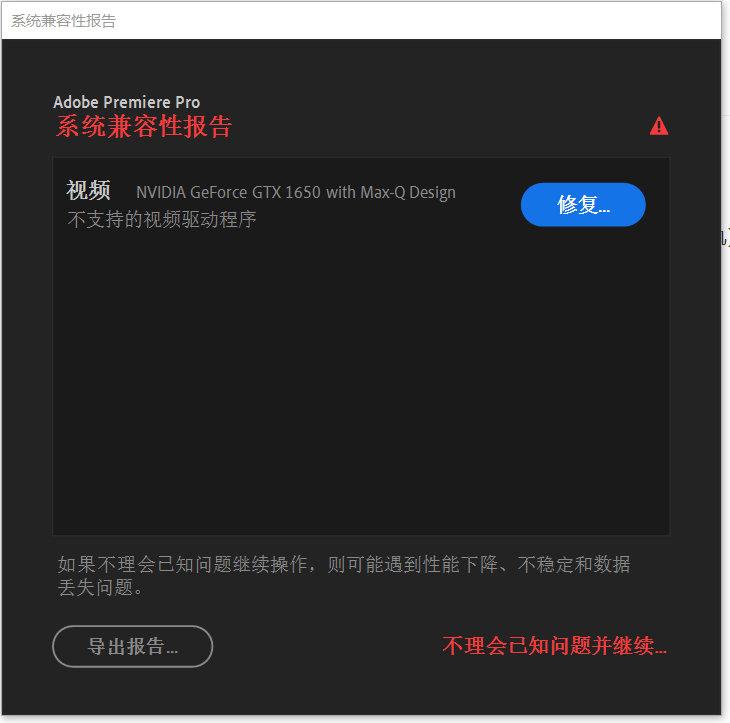 系统兼容性报告
Adobe Premiere Pro
系统兼容性报告
视频 NVIDIA GeForce GTX 1650 with Max-Q Design
不支持的视频驱动程序
修复...
如果不理会已知问题继续操作，则可能遇到性能下降、不稳定和数据
丢失问题。
导出报告...
不理会已知问题并继续...